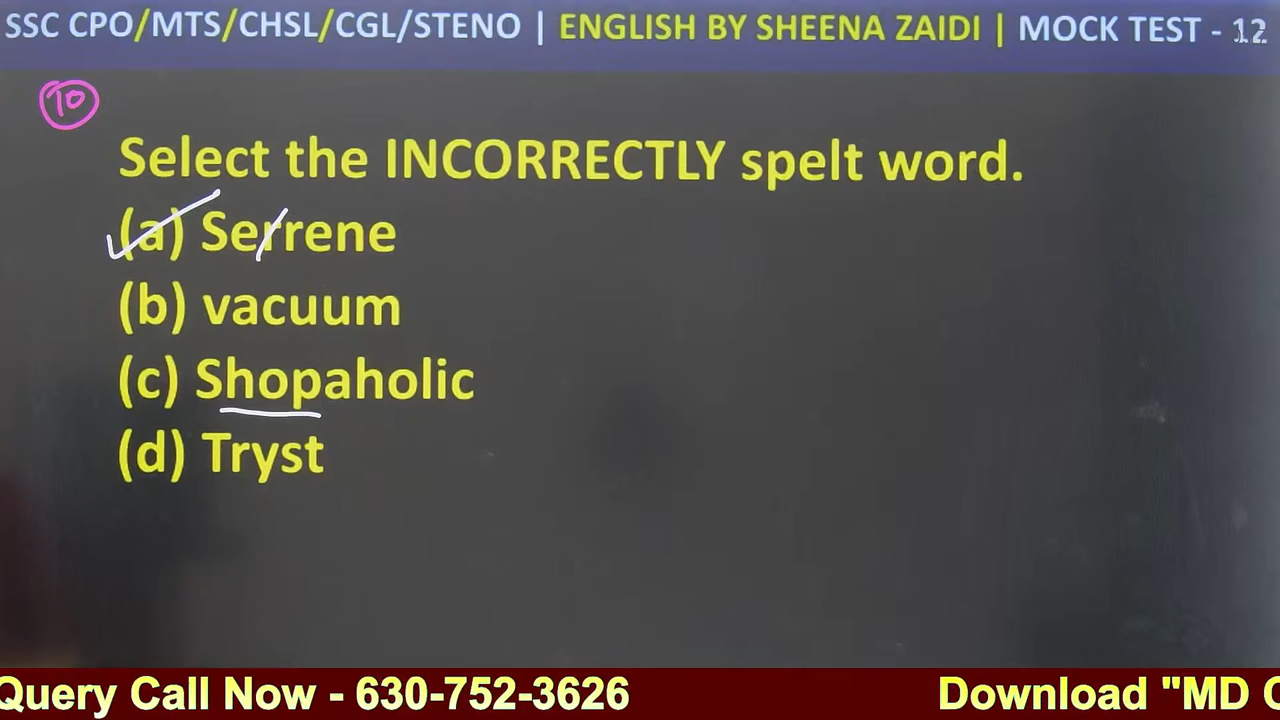 SSC CPO/MTS/CHSL/CGL/STENO | ENGLISH BY SHEENA ZAIDI | MOCK TEST - 12
10
Select the INCORRECTLY spelt word.
(a) Serrene
(b) vacuum
(c) Shopaholic
(d) Tryst
Query Call Now - 630-752-3626 Download "MD C